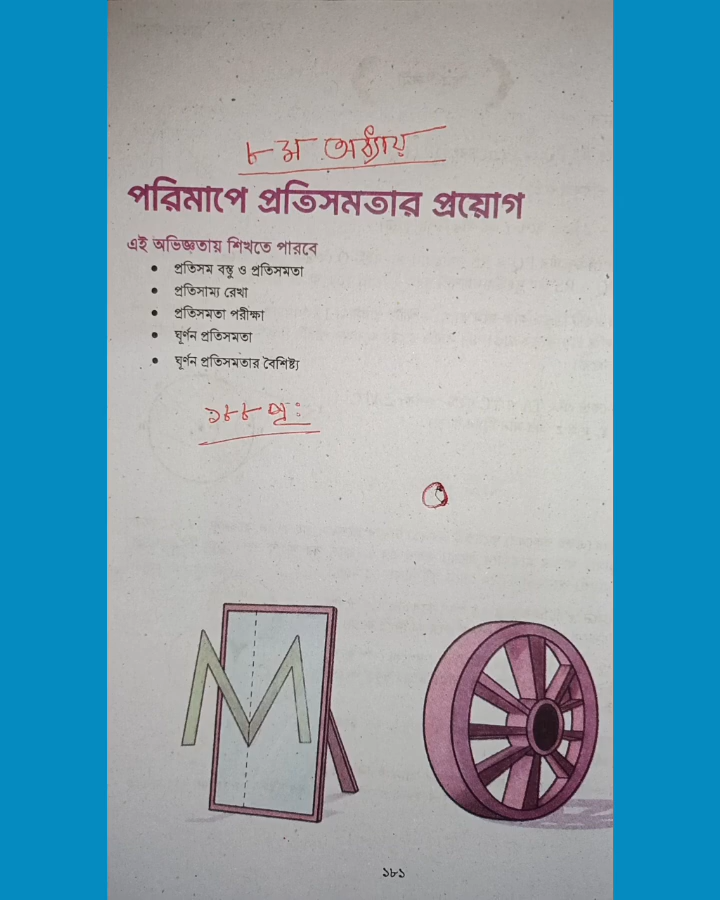 ৮ম অধ্যায়
পরিমাপে প্রতিসমতার প্রয়োগ
এই অভিজ্ঞতায় শিখতে পারবে
• প্রতিসম বস্তু ও প্রতিসমতা
• প্রতিসাম্য রেখা
• প্রতিসমতা পরীক্ষা
• ঘূর্ণন প্রতিসমতা
• ঘূর্ণন প্রতিসমতার বৈশিষ্ট্য
১৮৮ পৃ:
M
১৮১